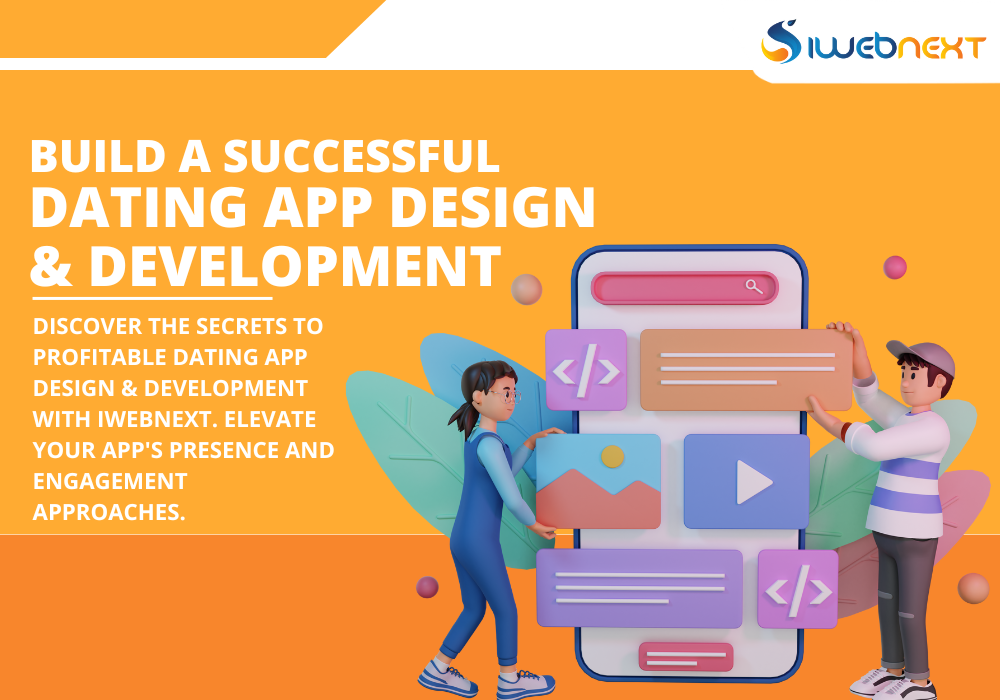 IWEBNEXT
BUILD A SUCCESSFUL
DATING APP DESIGN
& DEVELOPMENT
DISCOVER THE SECRETS TO
PROFITABLE DATING APP
DESIGN & DEVELOPMENT
WITH IWEBNEXT. ELEVATE
YOUR APP'S PRESENCE AND
ENGAGEMENT
APPROACHES.
</>
</>